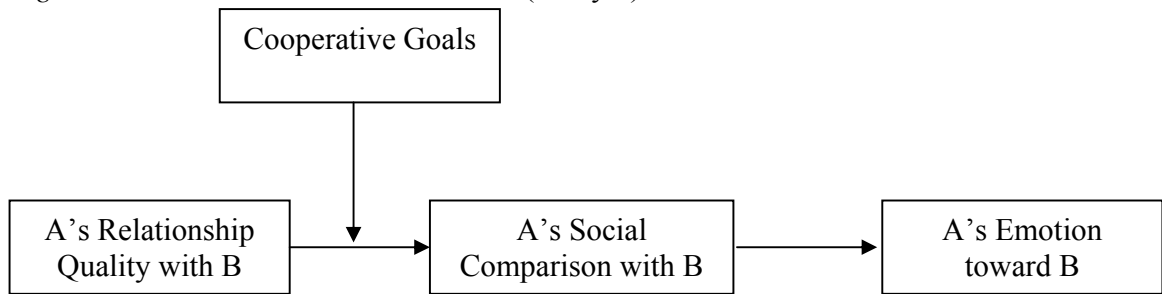 Cooperative Goals
A's Relationship
Quality with B
A's Social
Comparison with B
A's Emotion
toward B